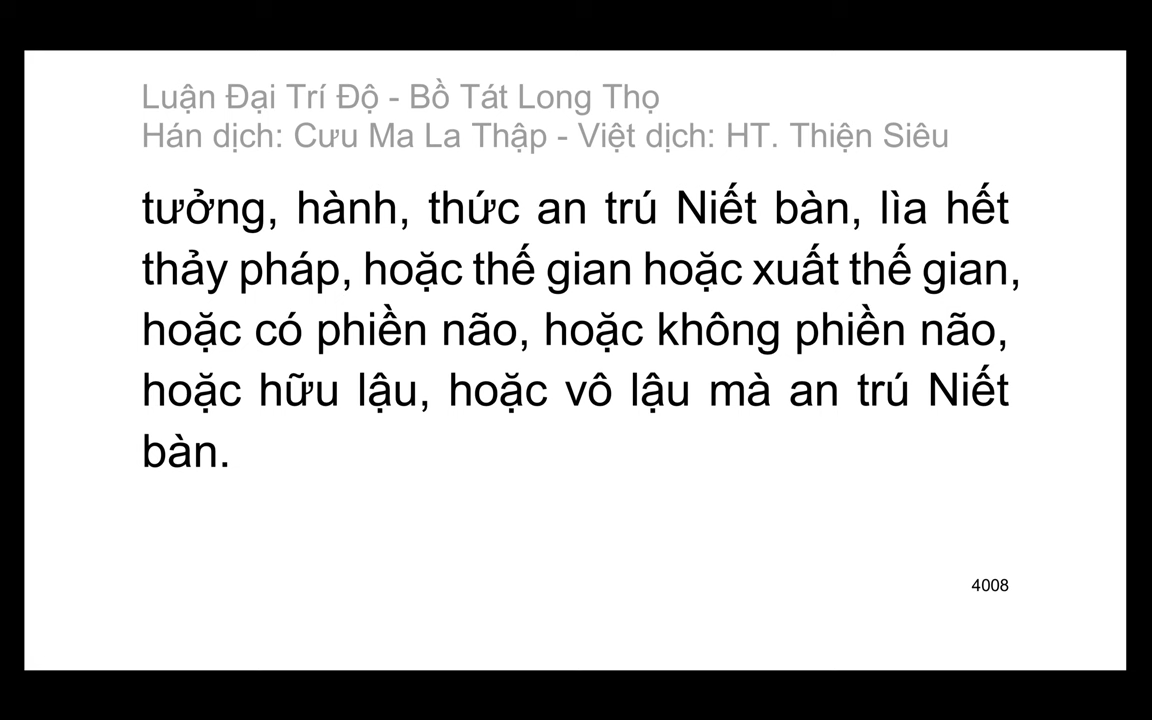 Luận Đại Trí Độ - Bồ Tát Long Thọ
Hán dịch: Cưu Ma La Thập - Việt dịch: HT. Thiện Siêu
tưởng, hành, thức an trú Niết bàn, lìa hết
thảy pháp, hoặc thế gian hoặc xuất thế gian,
hoặc có phiền não, hoặc không phiền não,
hoặc hữu lậu, hoặc vô lậu mà an trú Niết
bàn.
4008